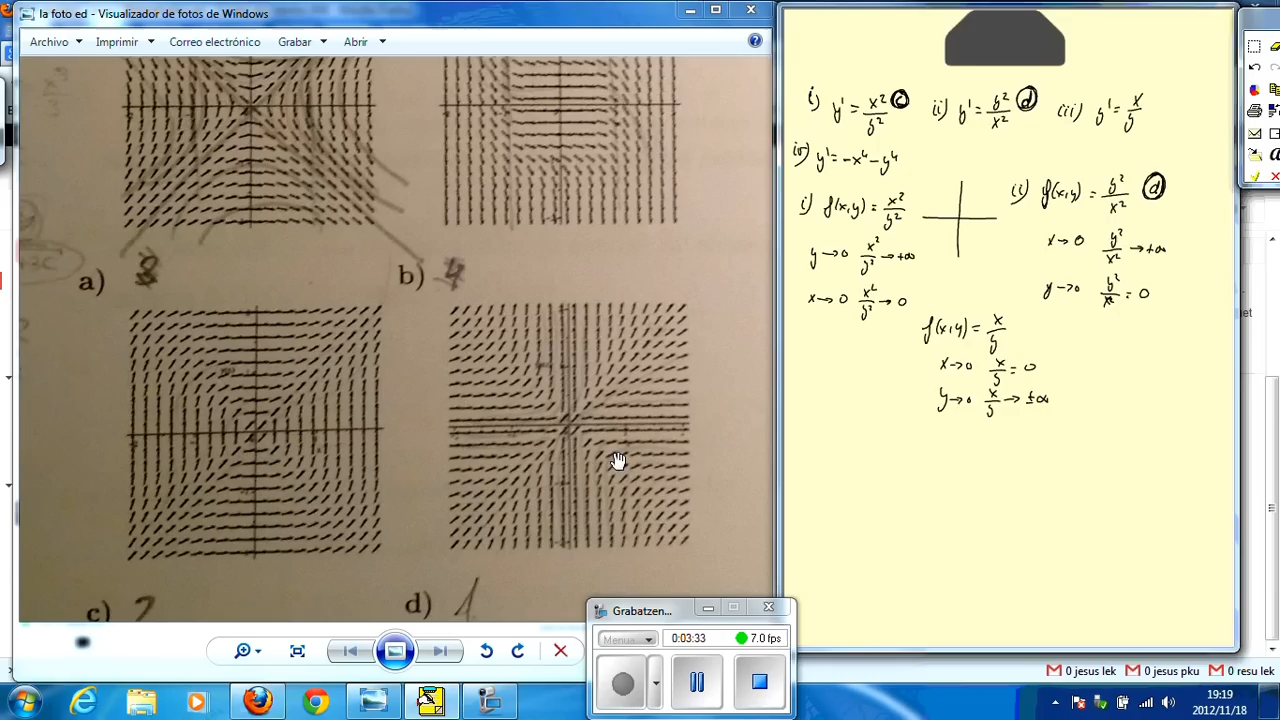 la foto ed - Visualizador de fotos de Windows
Archivo Imprimir Correo electrónico Grabar Abrir
a) b) 4
c) 2 d) 1
i) y' = x²/y² c ii) y' = y²/x² d iii) y' = x/y
iv) y' = -x⁴ - y⁴
i) f(x,y) = x²/y² ii) f(x,y) = y²/x² d
y→0 x²/y² → +∞ x→0 y²/x² → +∞
x→0 x²/y² → 0 y→0 y²/x² = 0
f(x,y) = x/y
x→0 x/y = 0
y→0 x/y → ±∞
Grabatzen...
Menua 0:03:33 7.0 fps
0 jesus lek 0 jesus pku 0 resu lek
19:19
2012/11/18